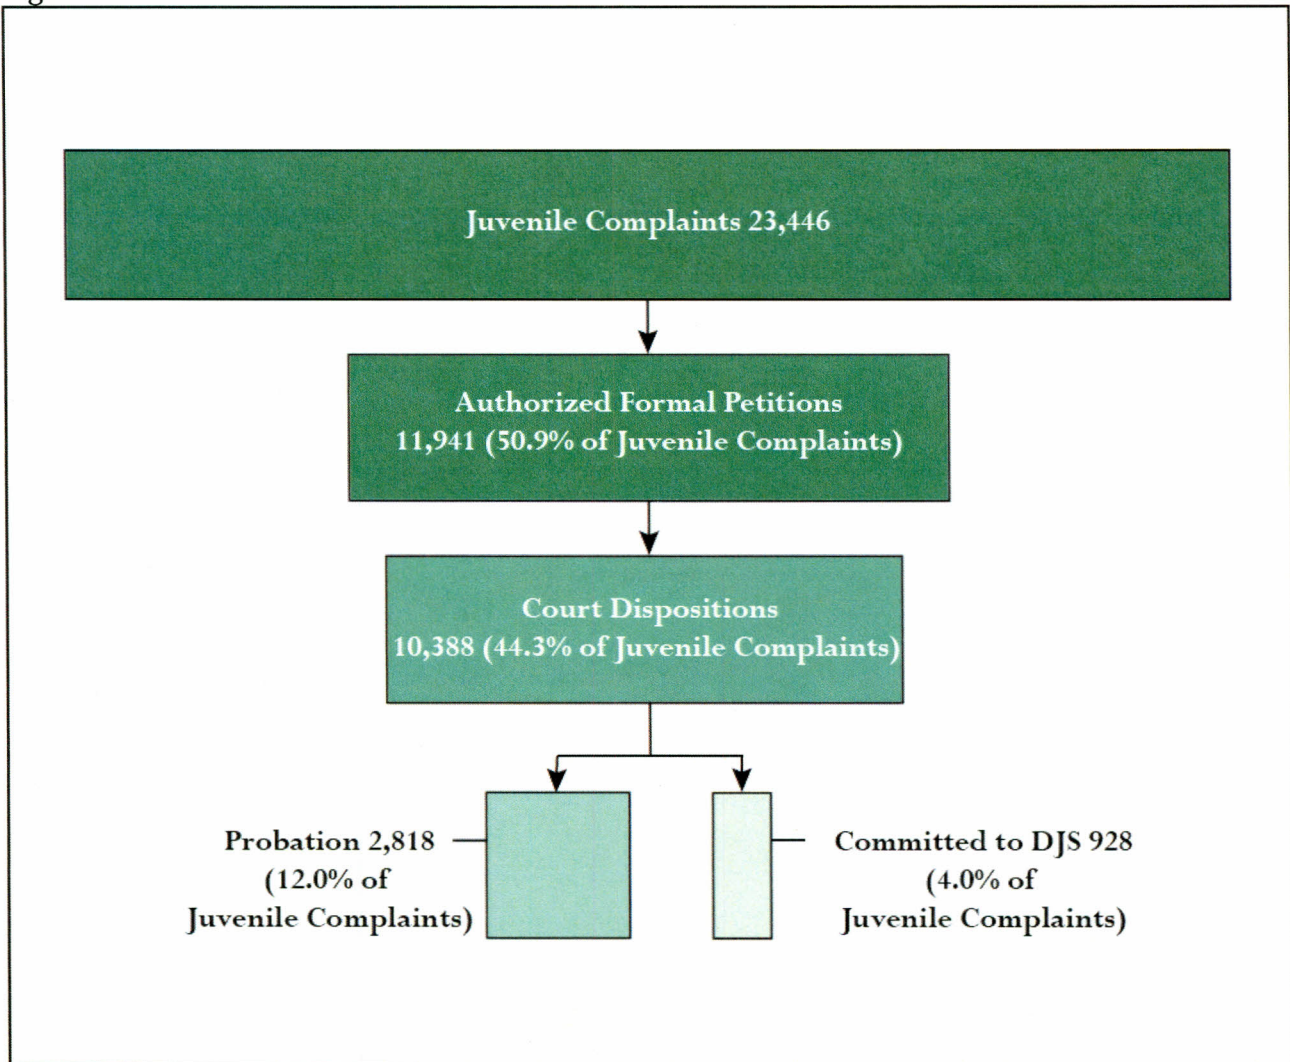 Juvenile Complaints 23,446
Authorized Formal Petitions
11,941 (50.9% of Juvenile Complaints)
Court Dispositions
10,388 (44.3% of Juvenile Complaints)
Probation 2,818
(12.0% of
Juvenile Complaints)
Committed to DJS 928
(4.0% of
Juvenile Complaints)